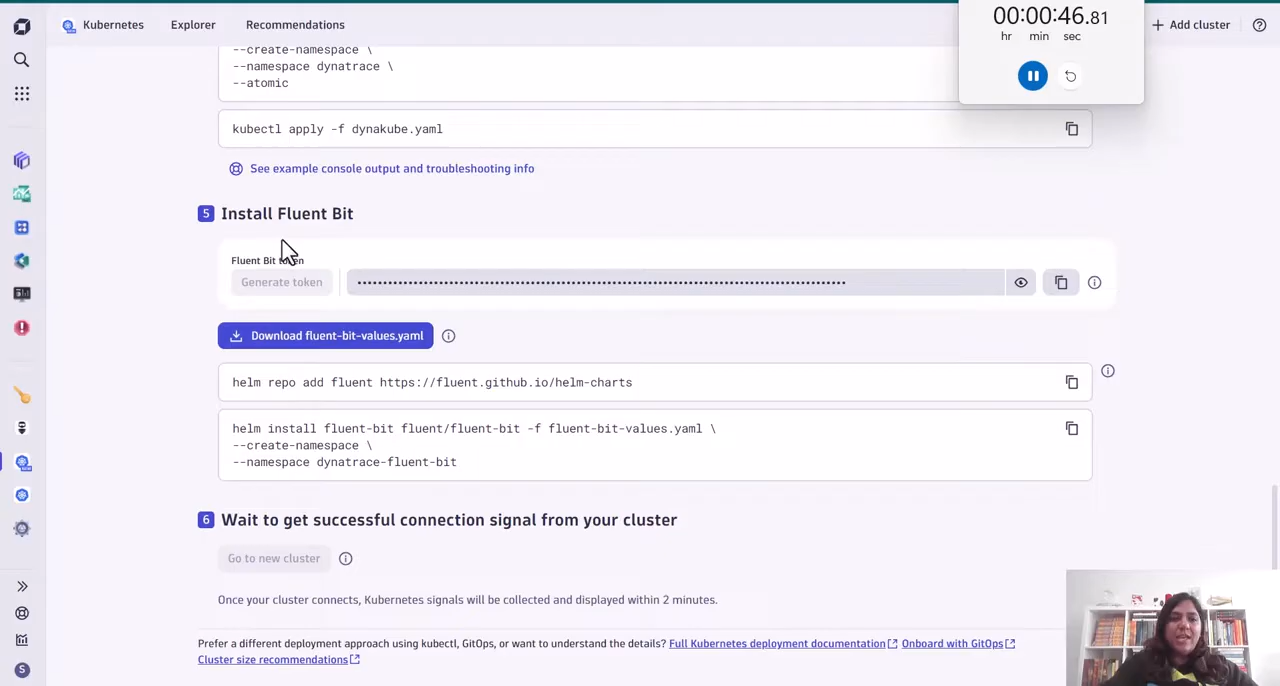 Kubernetes
Explorer
Recommendations
00:00:46.81
hr min sec
Add cluster
--create-namespace \
--namespace dynatrace \
--atomic
kubectl apply -f dynakube.yaml
See example console output and troubleshooting info
5 Install Fluent Bit
Fluent Bit token
Generate token
Download fluent-bit-values.yaml
helm repo add fluent https://fluent.github.io/helm-charts
helm install fluent-bit fluent/fluent-bit -f fluent-bit-values.yaml \
--create-namespace \
--namespace dynatrace-fluent-bit
6 Wait to get successful connection signal from your cluster
Go to new cluster
Once your cluster connects, Kubernetes signals will be collected and displayed within 2 minutes.
Prefer a different deployment approach using kubectl, GitOps, or want to understand the details? Full Kubernetes deployment documentation Onboard with GitOps
Cluster size recommendations
S